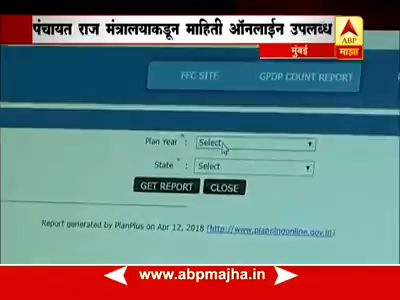 पंचायत राज मंत्रालयाकडून माहिती ऑनलाईन उपलब्ध
abp
माझा
मुंबई
FFC SITE
GPDP COUNT REPORT
Plan Year * :
Select
State * :
Select
GET REPORT
CLOSE
Report generated by PlanPlus on Apr 12, 2018 (http://www.planningonline.gov.in)
www.abpmajha.in